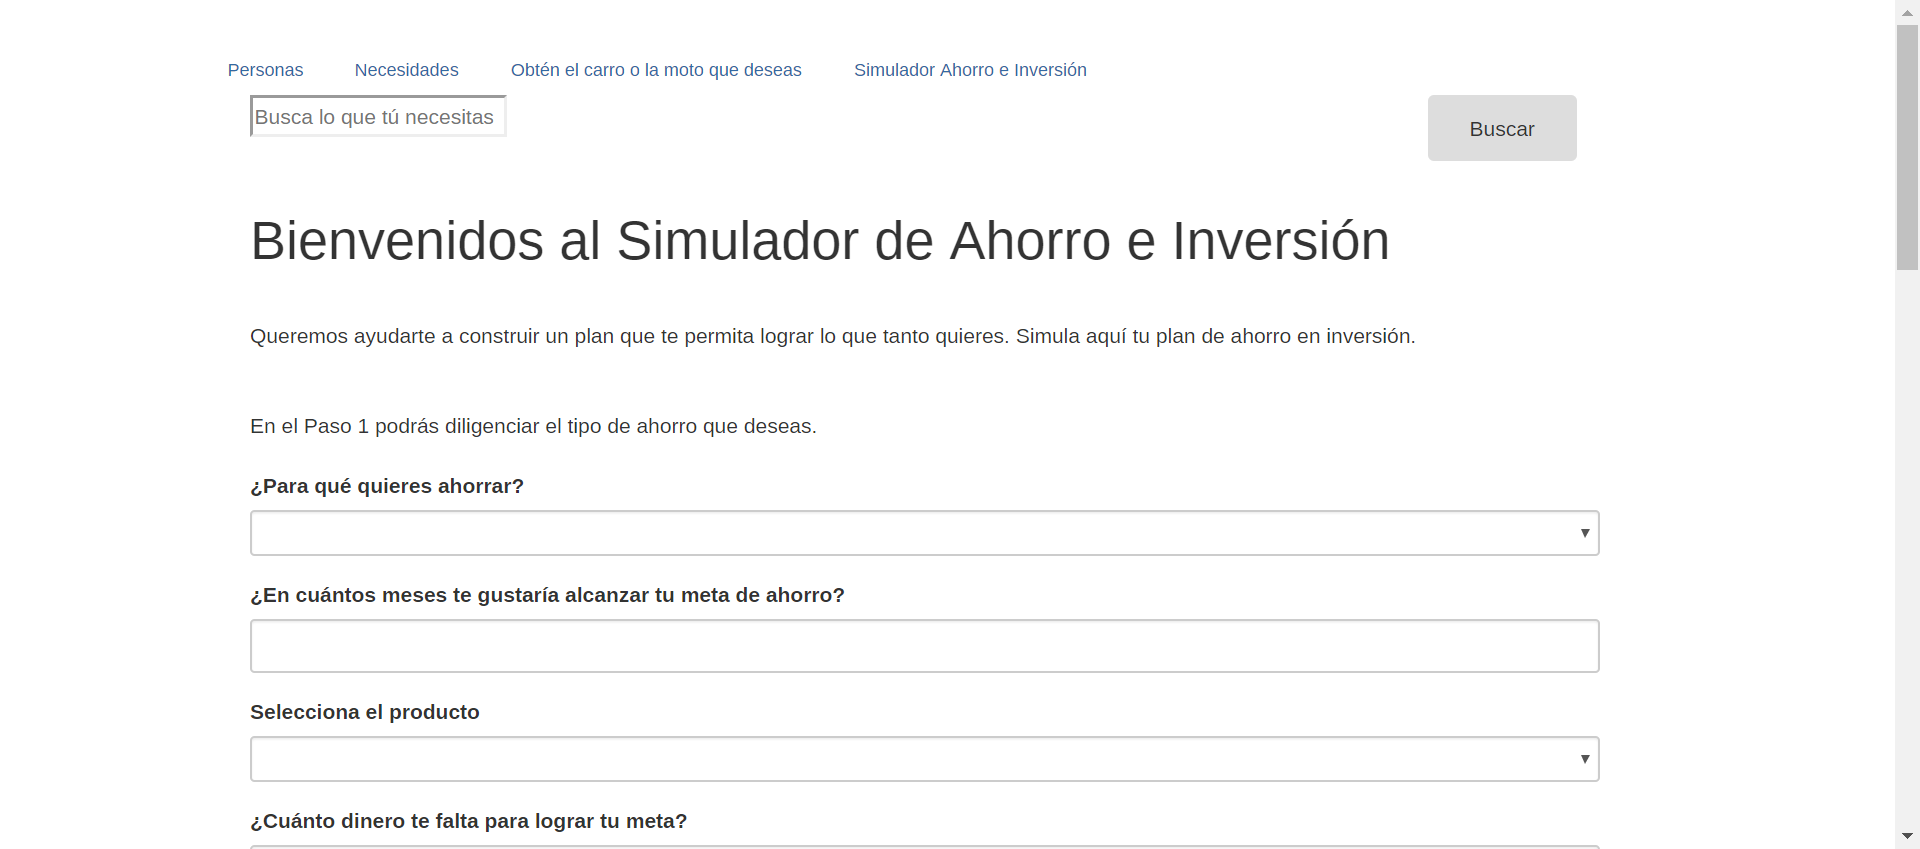 Personas Necesidades Obtén el carro o la moto que deseas Simulador Ahorro e Inversión
Busca lo que tú necesitas
Buscar
Bienvenidos al Simulador de Ahorro e Inversión
Queremos ayudarte a construir un plan que te permita lograr lo que tanto quieres. Simula aquí tu plan de ahorro en inversión.
En el Paso 1 podrás diligenciar el tipo de ahorro que deseas.
¿Para qué quieres ahorrar?
¿En cuántos meses te gustaría alcanzar tu meta de ahorro?
Selecciona el producto
¿Cuánto dinero te falta para lograr tu meta?